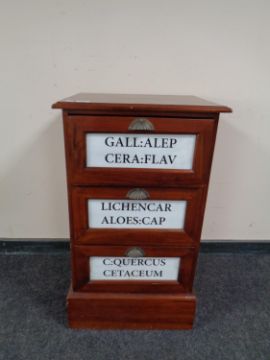 GALL:ALEP
CERA:FLAV
LICHENCAR
ALOES:CAP
C:QUERCUS
CETACEUM